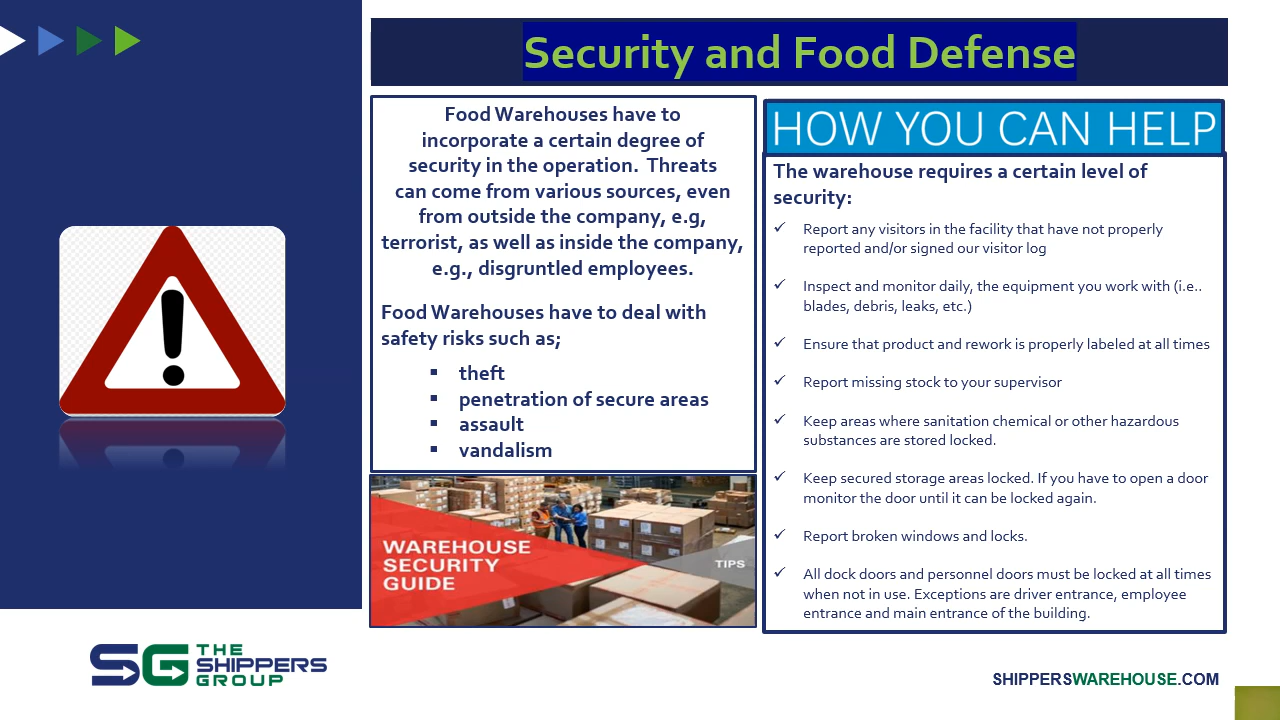 Security and Food Defense
Food Warehouses have to
incorporate a certain degree of
security in the operation.  Threats
can come from various sources, even
from outside the company, e.g,
terrorist, as well as inside the company,
e.g., disgruntled employees.
Food Warehouses have to deal with
safety risks such as;
▪ theft
▪ penetration of secure areas
▪ assault
▪ vandalism
WAREHOUSE
SECURITY
GUIDE
TIPS
HOW YOU CAN HELP
The warehouse requires a certain level of
security:
✓ Report any visitors in the facility that have not properly
reported and/or signed our visitor log
✓ Inspect and monitor daily, the equipment you work with (i.e..
blades, debris, leaks, etc.)
✓ Ensure that product and rework is properly labeled at all times
✓ Report missing stock to your supervisor
✓ Keep areas where sanitation chemical or other hazardous
substances are stored locked.
✓ Keep secured storage areas locked. If you have to open a door
monitor the door until it can be locked again.
✓ Report broken windows and locks.
✓ All dock doors and personnel doors must be locked at all times
when not in use. Exceptions are driver entrance, employee
entrance and main entrance of the building.
SG THE
SHIPPERS
GROUP
SHIPPERSWAREHOUSE.COM